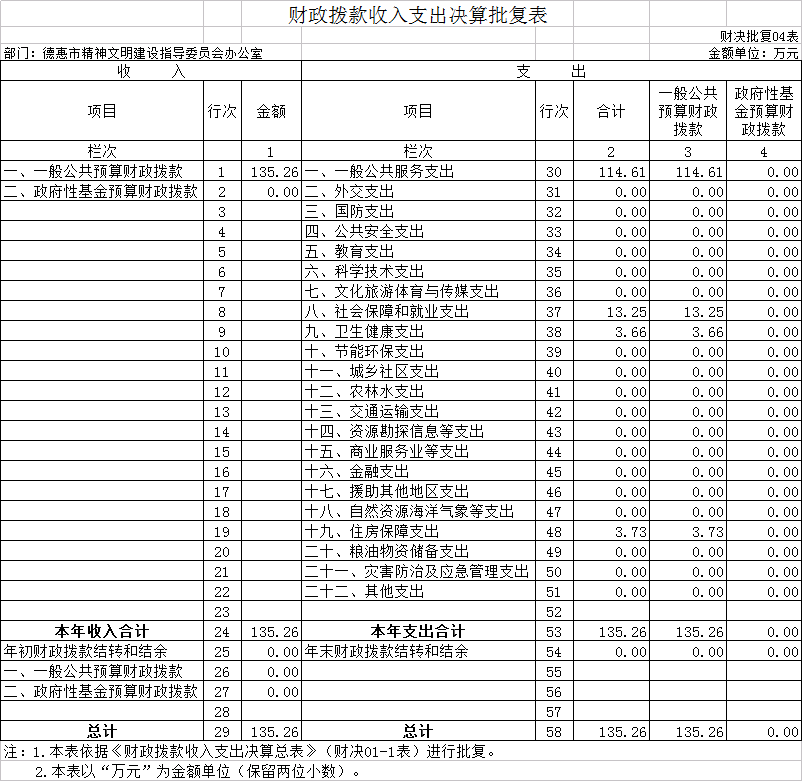 财政拨款收入支出决算批复表
财决批复04表
部门：德惠市精神文明建设指导委员会办公室 金额单位：万元
收 入 支 出
项目 行次 金额 项目 行次 合计 一般公共预算财政拨款 政府性基金预算财政拨款
栏次 1 栏次 2 3 4
一、一般公共预算财政拨款 1 135.26 一、一般公共服务支出 30 114.61 114.61 0.00
二、政府性基金预算财政拨款 2 0.00 二、外交支出 31 0.00 0.00 0.00
3 三、国防支出 32 0.00 0.00 0.00
4 四、公共安全支出 33 0.00 0.00 0.00
5 五、教育支出 34 0.00 0.00 0.00
6 六、科学技术支出 35 0.00 0.00 0.00
7 七、文化旅游体育与传媒支出 36 0.00 0.00 0.00
8 八、社会保障和就业支出 37 13.25 13.25 0.00
9 九、卫生健康支出 38 3.66 3.66 0.00
10 十、节能环保支出 39 0.00 0.00 0.00
11 十一、城乡社区支出 40 0.00 0.00 0.00
12 十二、农林水支出 41 0.00 0.00 0.00
13 十三、交通运输支出 42 0.00 0.00 0.00
14 十四、资源勘探信息等支出 43 0.00 0.00 0.00
15 十五、商业服务业等支出 44 0.00 0.00 0.00
16 十六、金融支出 45 0.00 0.00 0.00
17 十七、援助其他地区支出 46 0.00 0.00 0.00
18 十八、自然资源海洋气象等支出 47 0.00 0.00 0.00
19 十九、住房保障支出 48 3.73 3.73 0.00
20 二十、粮油物资储备支出 49 0.00 0.00 0.00
21 二十一、灾害防治及应急管理支出 50 0.00 0.00 0.00
22 二十二、其他支出 51 0.00 0.00 0.00
23 52
本年收入合计 24 135.26 本年支出合计 53 135.26 135.26 0.00
年初财政拨款结转和结余 25 0.00 年末财政拨款结转和结余 54 0.00 0.00 0.00
一、一般公共预算财政拨款 26 0.00 55
二、政府性基金预算财政拨款 27 0.00 56
28 57
总计 29 135.26 总计 58 135.26 135.26 0.00
注：1.本表依据《财政拨款收入支出决算总表》（财决01-1表）进行批复。
2.本表以“万元”为金额单位（保留两位小数）。